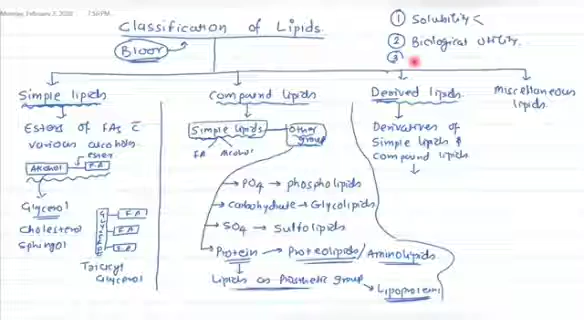 Monday, February 3, 2020 7:51 PM
Classification of Lipids.
Bloor
① Solubility <
② Biological utility.
③
Simple lipids
Compound lipids
Derived lipids
Miscellaneous
lipids.
Esters of FAs c̄
various alcohols.
ester
Alcohol FA
Glycerol
Cholesterol
Sphingol
GLYCEROL
FA
FA
FA
Triacyl
Glycerol
Simple lipids
Other
group
FA Alcohol
→ PO4 → phospholipids
→ Carbohydrate → Glycolipids
→ SO4 → Sulfolipids
→ Protein → Proteolipids / Aminolipids
Lipids as Prosthetic group
→ Lipoprotein
Derivatives of
Simple lipids &
Compound lipids